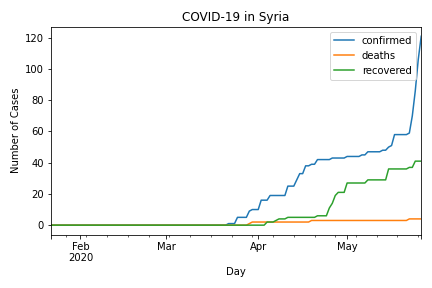 COVID-19 in Syria
confirmed
deaths
recovered
Number of Cases
120
100
80
60
40
20
0
Feb
2020
Mar
Apr
May
Day